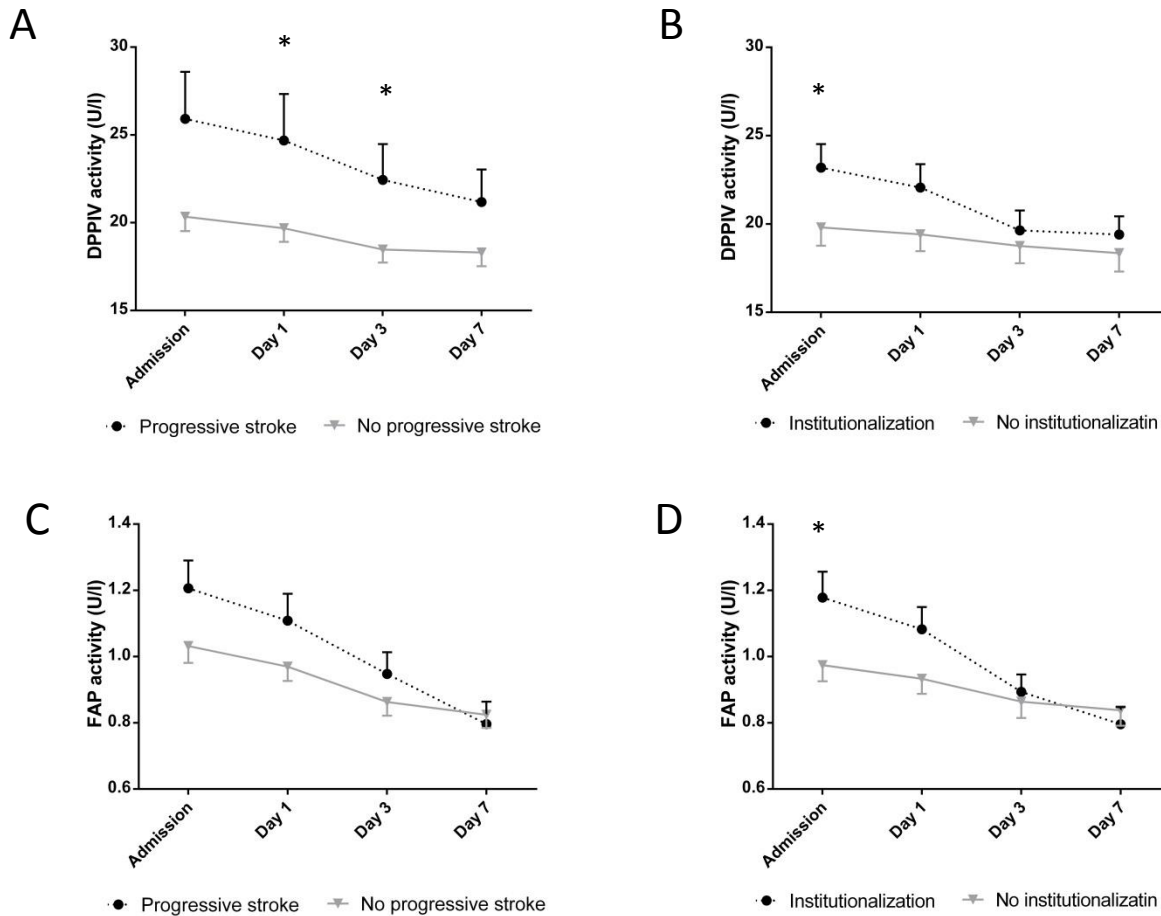 A
*
*
30
25
20
15
DPPIV activity (U/l)
Admission
Day 1
Day 3
Day 7
Progressive stroke
No progressive stroke
B
*
30
25
20
15
DPPIV activity (U/l)
Admission
Day 1
Day 3
Day 7
Institutionalization
No institutionalizatin
C
1.4
1.2
1.0
0.8
0.6
FAP activity (U/l)
Admission
Day 1
Day 3
Day 7
Progressive stroke
No progressive stroke
D
*
1.4
1.2
1.0
0.8
0.6
FAP activity (U/l)
Admission
Day 1
Day 3
Day 7
Institutionalization
No institutionalizatin